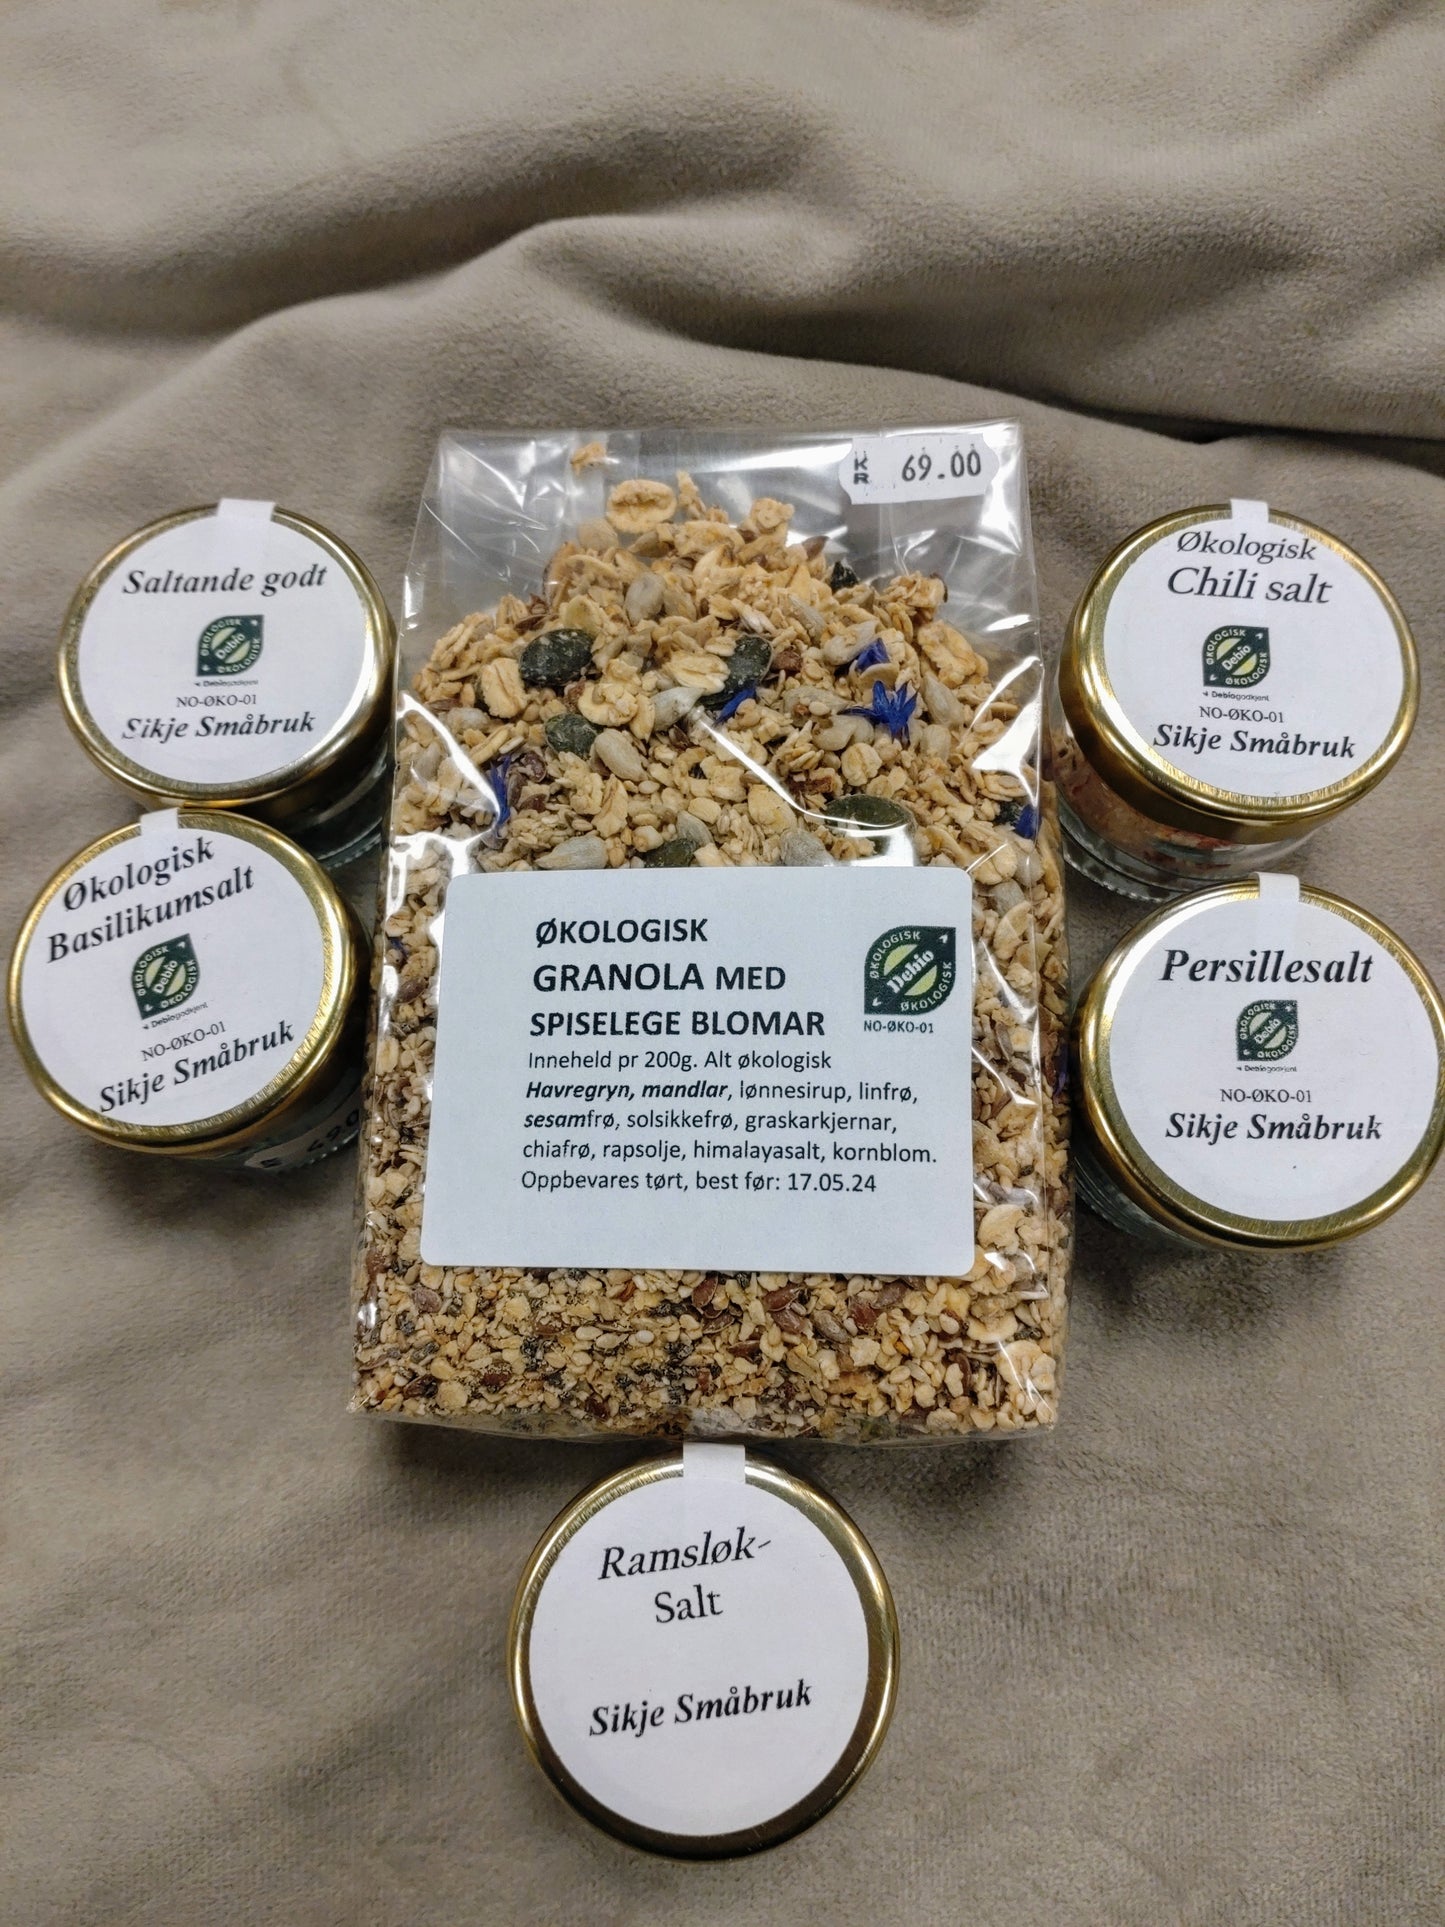 KR 69.00
Saltande godt
ØKOLOGISK
Debio
ØKOLOGISK
Debiogodkjent
NO-ØKO-01
Sikje Småbruk
Økologisk
Chili salt
ØKOLOGISK
Debio
ØKOLOGISK
Debiogodkjent
NO-ØKO-01
Sikje Småbruk
Økologisk
Basilikumsalt
ØKOLOGISK
Debio
ØKOLOGISK
Debiogodkjent
NO-ØKO-01
Sikje Småbruk
ØKOLOGISK
GRANOLA MED
SPISELEGE BLOMAR
Inneheld pr 200g. Alt økologisk
Havregryn, mandlar, lønnesirup, linfrø,
sesamfrø, solsikkefrø, graskarkjernar,
chiafrø, rapsolje, himalayasalt, kornblom.
Oppbevares tørt, best før: 17.05.24
ØKOLOGISK
Debio
ØKOLOGISK
NO-ØKO-01
Persillesalt
ØKOLOGISK
Debio
ØKOLOGISK
Debiogodkjent
NO-ØKO-01
Sikje Småbruk
Ramsløk-
Salt
Sikje Småbruk